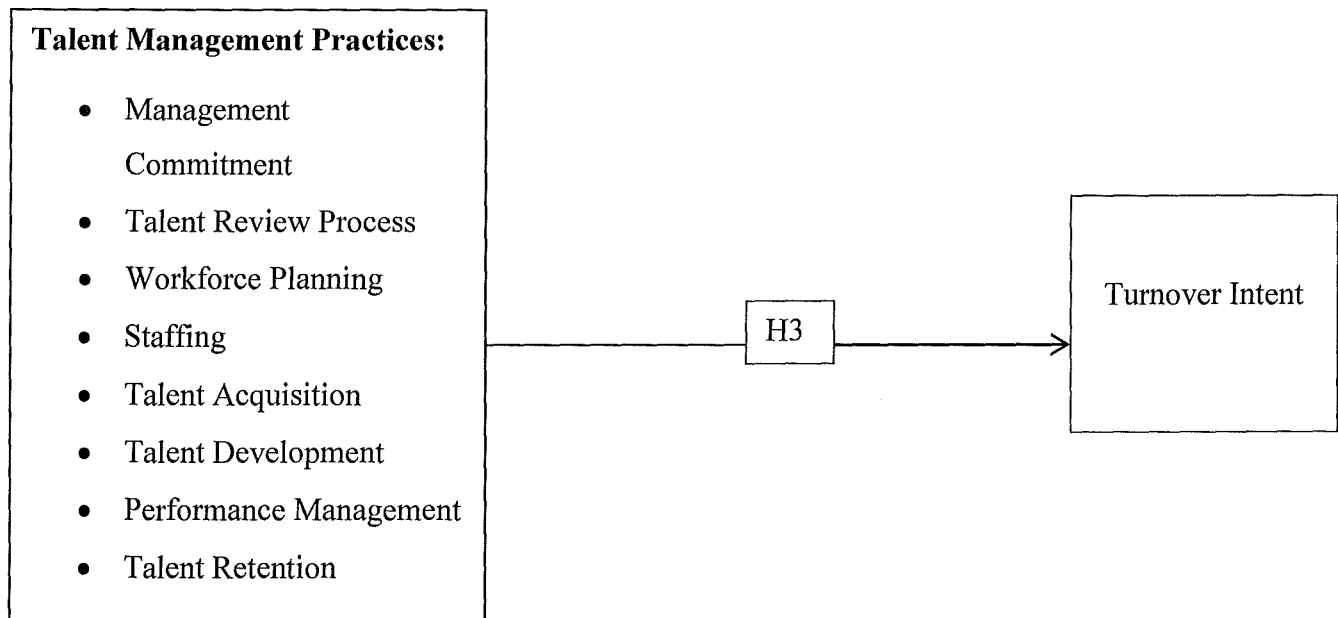 Talent Management Practices:
• Management
Commitment
• Talent Review Process
• Workforce Planning
• Staffing
• Talent Acquisition
• Talent Development
• Performance Management
• Talent Retention
H3
Turnover Intent